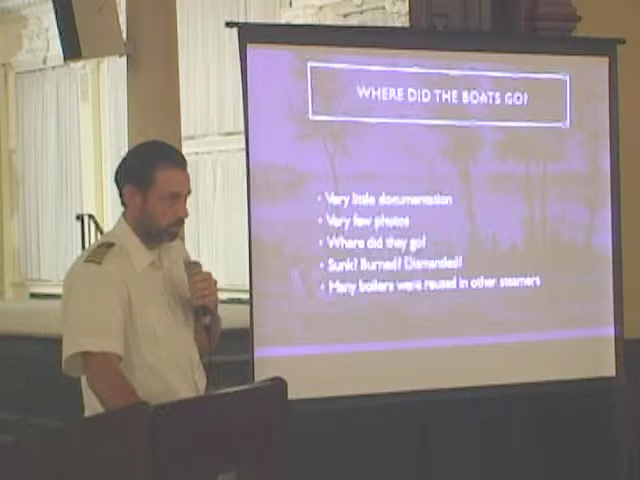 WHERE DID THE BOATS GO?
• Very little documentation
• Very few photos
• Where did they go?
• Sunk? Burned? Dismantled?
• Many boilers were reused in other steamers